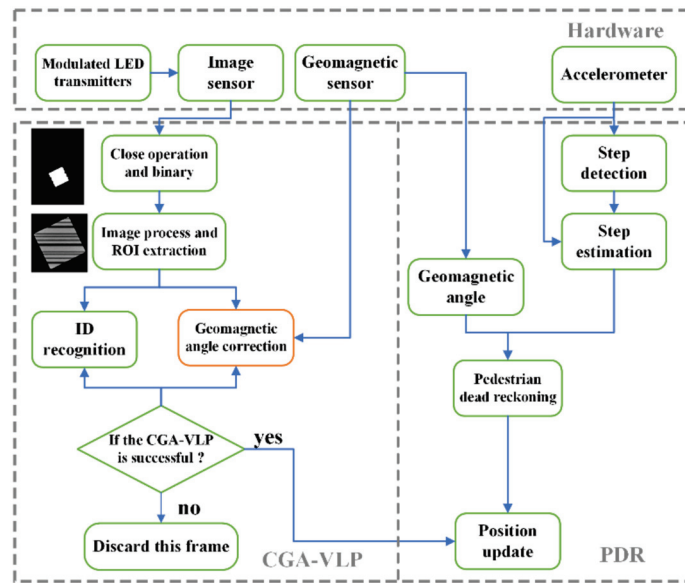 Hardware
Modulated LED
transmitters
Image
sensor
Geomagnetic
sensor
Accelerometer
Close operation
and binary
Step
detection
Image process and
ROI extraction
Step
estimation
Geomagnetic
angle
ID
recognition
Geomagnetic
angle correction
Pedestrian
dead reckoning
If the CGA-VLP
is successful ?
yes
no
Discard this frame
Position
update
CGA-VLP
PDR